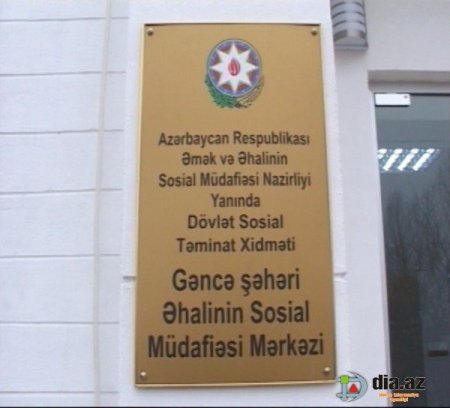 Azərbaycan Respublikası
Əmək və Əhalinin
Sosial Müdafiəsi Nazirliyi
Yanında
Dövlət Sosial
Təminat Xidməti
Gəncə şəhəri
Əhalinin Sosial
Müdafiəsi Mərkəzi
dia.az